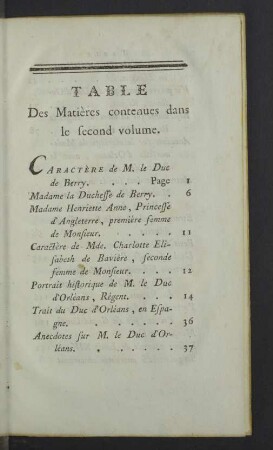 TABLE
Des Matières contenues dans
le second volume.
CARACTÈRE de M. le Duc
de Berry. . . . Page 1
Madame la Duchesse de Berry. . 6
Madame Henriette Anne, Princesse
d'Angleterre, première femme
de Monsieur. . . . . . 11
Caractère de Mde. Charlotte Eli-
sabesh de Bavière, seconde
femme de Monsieur. . . . . 12
Portrait historique de M. le Duc
d'Orléans, Régent. . . . 14
Trait du Duc d'Orléans, en Espa-
gne. . . . . . . 36
Anecdotes sur M. le Duc d'Or-
léans. . . . . . . 37